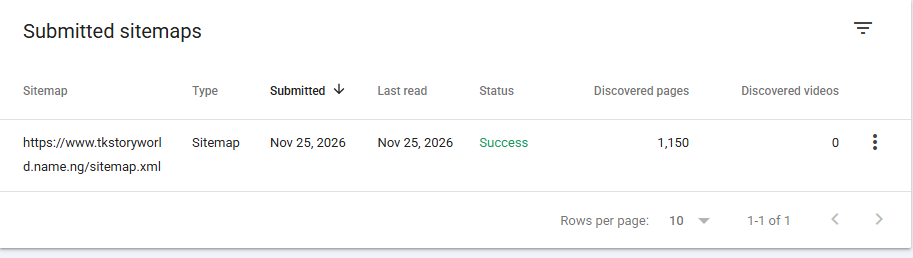 Submitted sitemaps
Sitemap Type Submitted Last read Status Discovered pages Discovered videos
https://www.tkstoryworl Sitemap Nov 25, 2026 Nov 25, 2026 Success 1,150 0
d.name.ng/sitemap.xml
Rows per page: 10 1-1 of 1